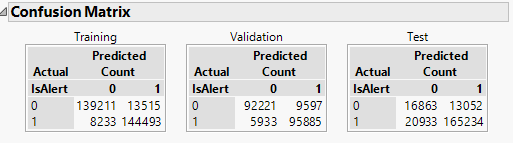 Confusion Matrix
Training Validation Test
Predicted Predicted Predicted
Actual Count Actual Count Actual Count
IsAlert 0 1 IsAlert 0 1 IsAlert 0 1
0 139211 13515 0 92221 9597 0 16863 13052
1 8233 144493 1 5933 95885 1 20933 165234